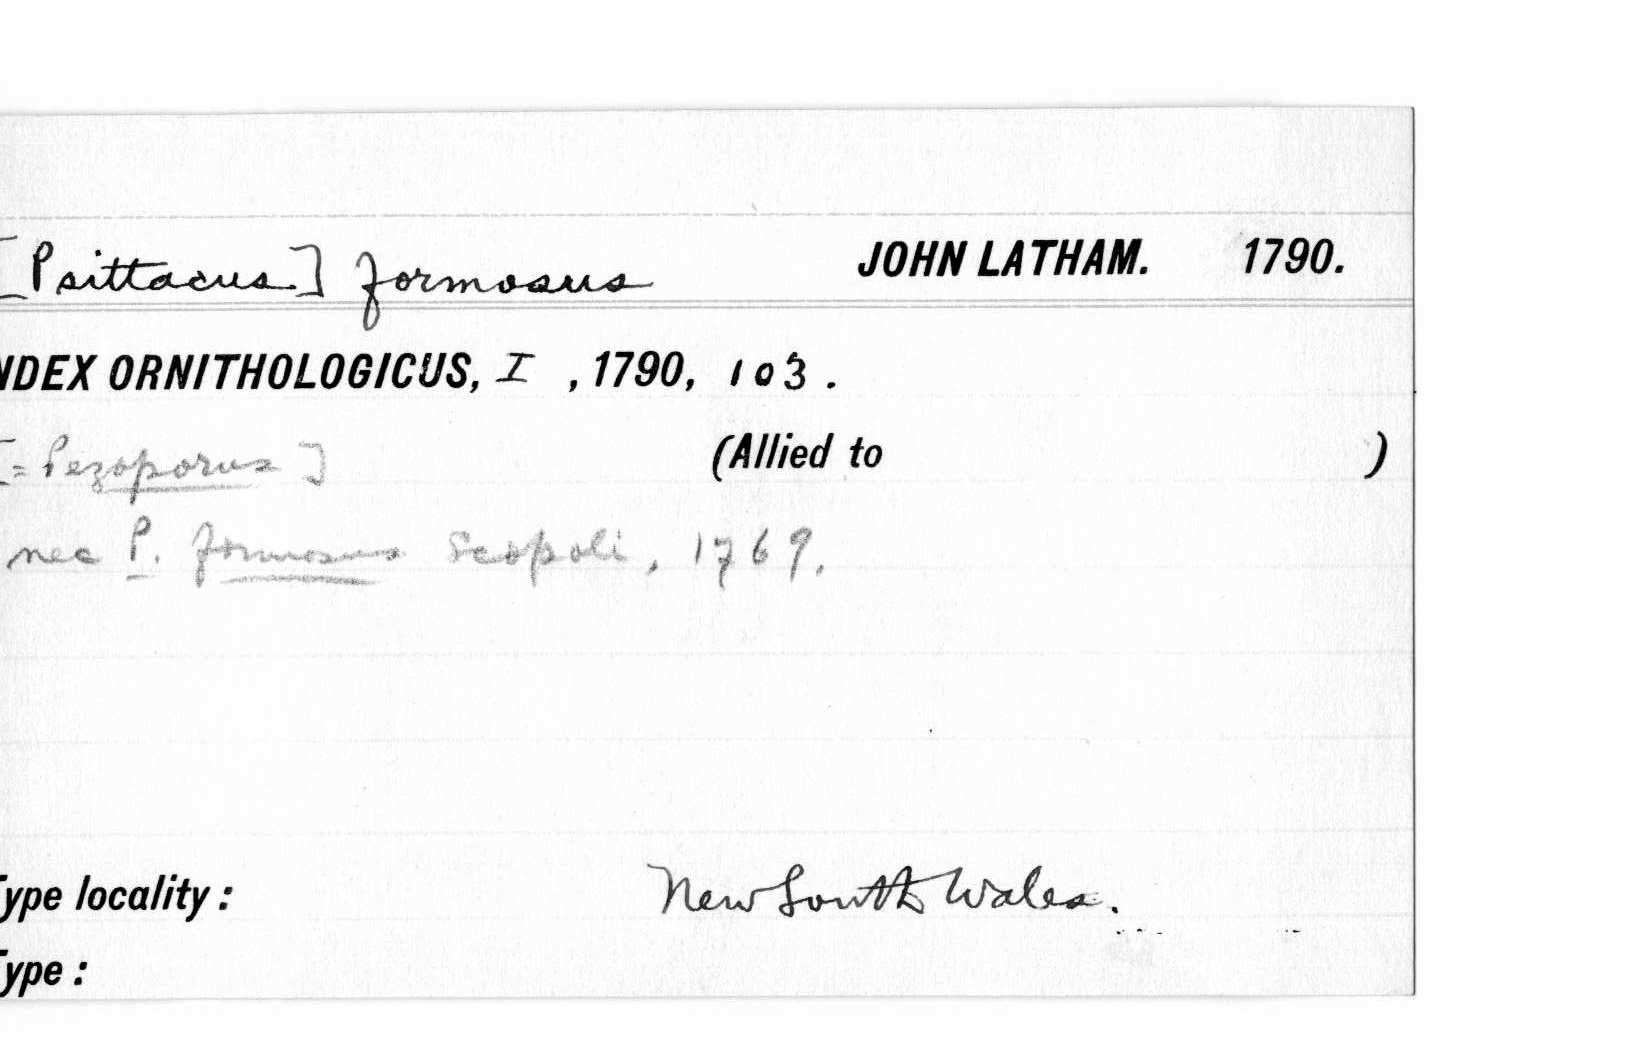 [Psittacus.] formosus JOHN LATHAM. 1790.
NDEX ORNITHOLOGICUS, I , 1790, 103 .
[= Pezoporus ] (Allied to )
nec P. formosus Scopoli, 1769.
Type locality : New South Wales.
Type :